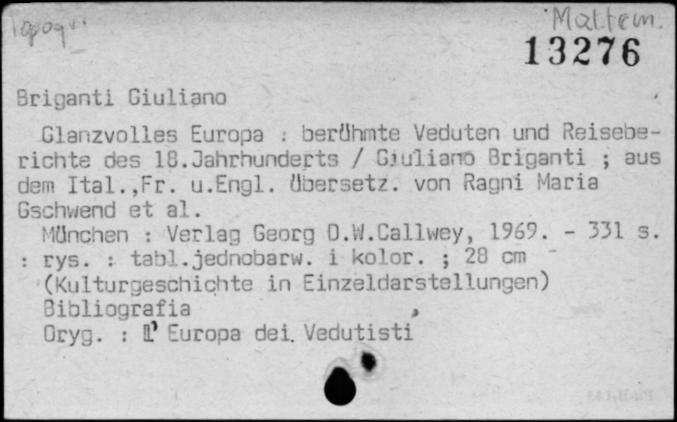 Mattern.
13276
Briganti Giuliano
Glanzvolles Europa : berühmte Veduten und Reisebe-
richte des 18.Jahrhunderts / Giuliano Briganti ; aus
dem Ital.,Fr. u.Engl. übersetz. von Ragni Maria
Gschwend et al.
München : Verlag Georg D.W.Callwey, 1969. - 331 s.
: rys. : tabl.jednobarw. i kolor. ; 28 cm
(Kulturgeschichte in Einzeldarstellungen)
Bibliografia
Oryg. : L' Europa dei Vedutisti